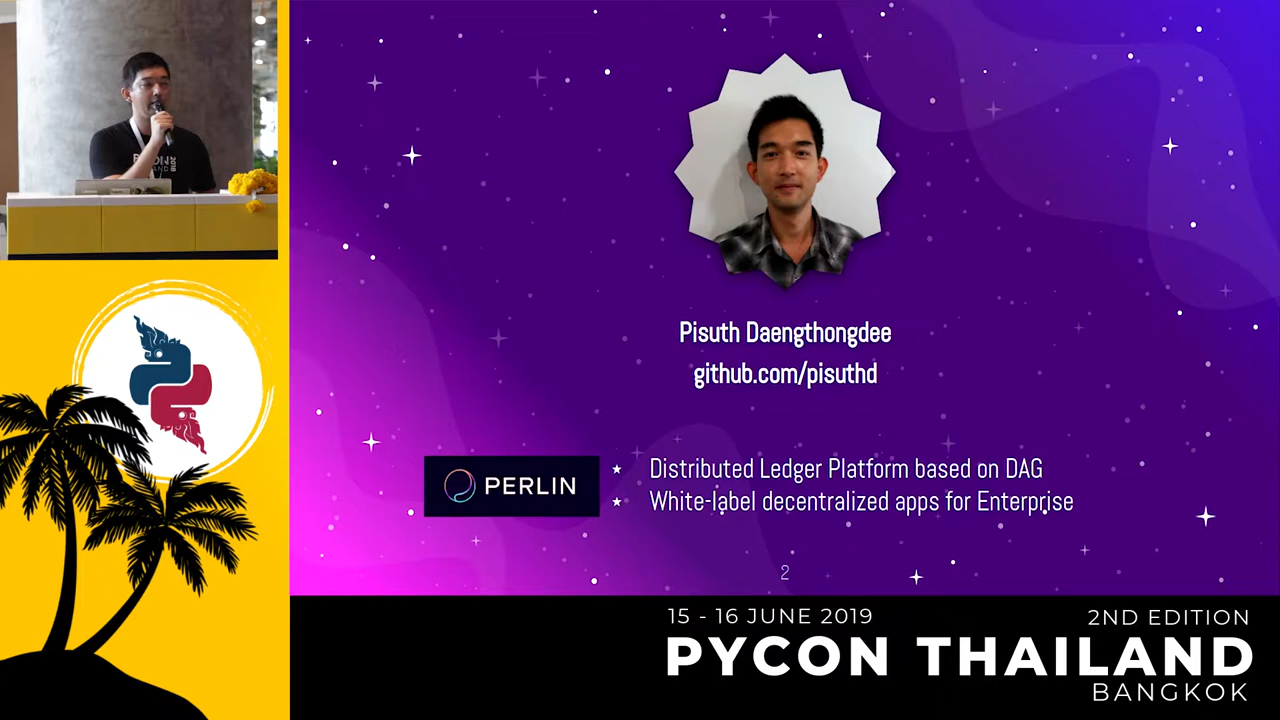 Pisuth Daengthongdee
github.com/pisuthd
PERLIN
Distributed Ledger Platform based on DAG
White-label decentralized apps for Enterprise
2
15 - 16 JUNE 2019
2ND EDITION
PYCON THAILAND
BANGKOK